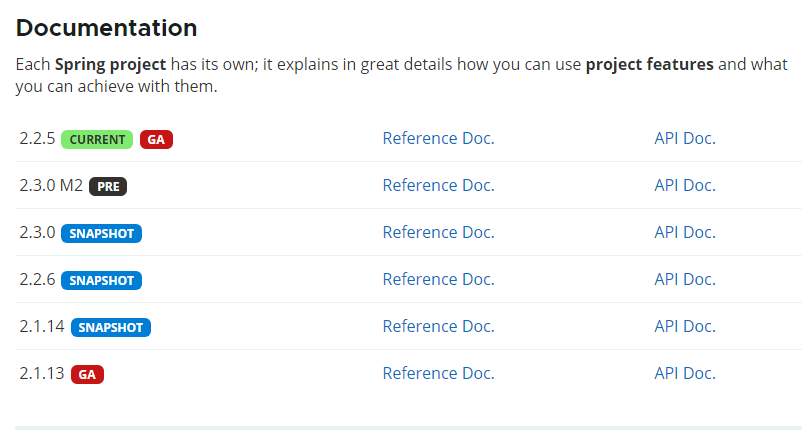 Documentation
Each Spring project has its own; it explains in great details how you can use project features and what
you can achieve with them.
2.2.5 CURRENT GA Reference Doc. API Doc.
2.3.0 M2 PRE Reference Doc. API Doc.
2.3.0 SNAPSHOT Reference Doc. API Doc.
2.2.6 SNAPSHOT Reference Doc. API Doc.
2.1.14 SNAPSHOT Reference Doc. API Doc.
2.1.13 GA Reference Doc. API Doc.